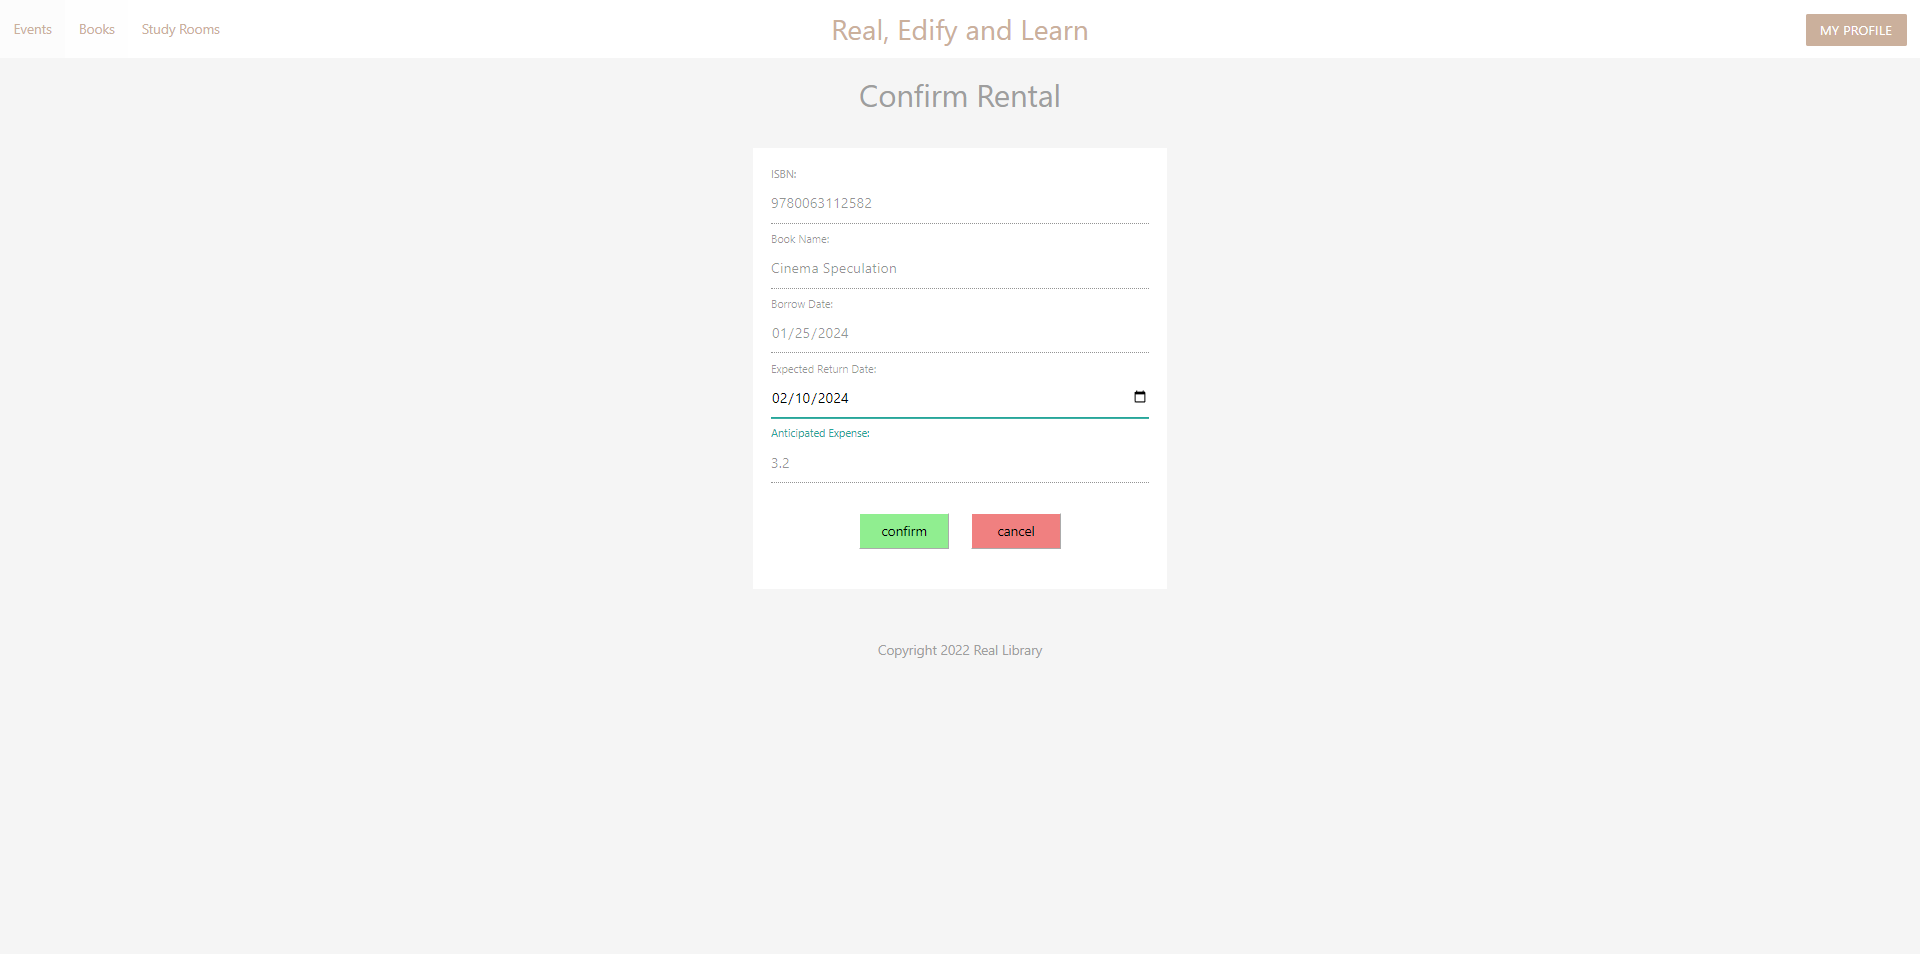 Events Books Study Rooms Real, Edify and Learn MY PROFILE
Confirm Rental
ISBN:
9780063112582
Book Name:
Cinema Speculation
Borrow Date:
01/25/2024
Expected Return Date:
02/10/2024
Anticipated Expense:
3.2
confirm cancel
Copyright 2022 Real Library